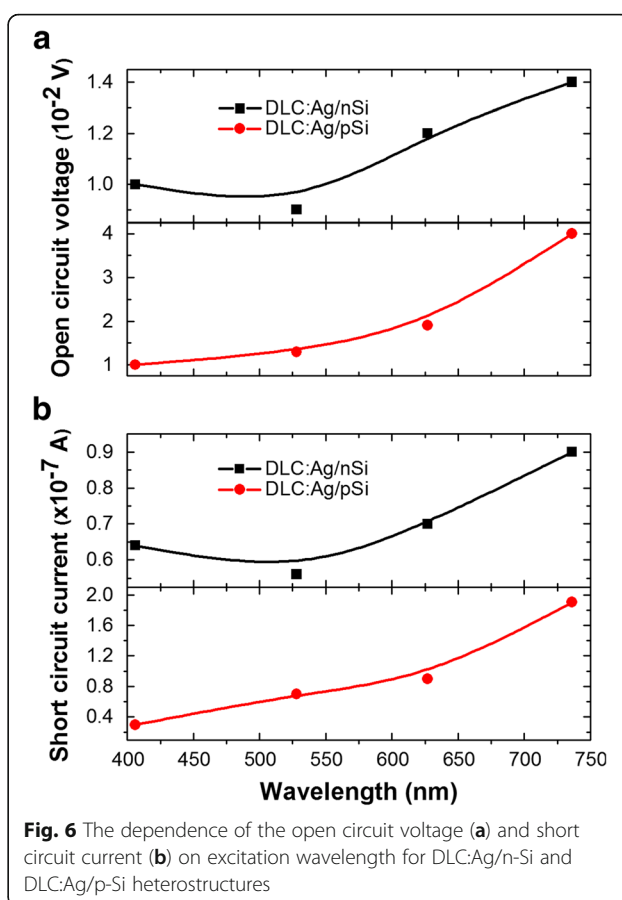 a
Open circuit voltage (10⁻² V)
1.4
1.2
1.0
DLC:Ag/nSi
DLC:Ag/pSi
4
3
2
1
b
Short circuit current (x10⁻⁷ A)
0.9
0.8
0.7
0.6
DLC:Ag/nSi
DLC:Ag/pSi
2.0
1.6
1.2
0.8
0.4
400 450 500 550 600 650 700 750
Wavelength (nm)
Fig. 6 The dependence of the open circuit voltage (a) and short
circuit current (b) on excitation wavelength for DLC:Ag/n-Si and
DLC:Ag/p-Si heterostructures